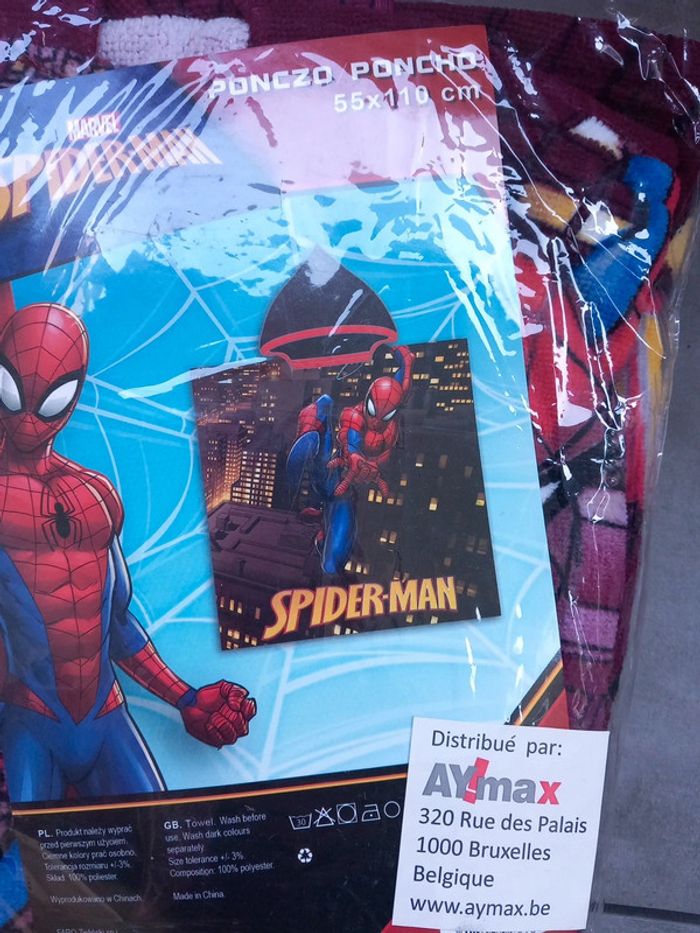 PONCZO PONCHO
55x110 cm
MARVEL
SPIDERMAN
SPIDER-MAN
Distribué par:
AY!max
320 Rue des Palais
1000 Bruxelles
Belgique
www.aymax.be
PL. Produkt należy wyprać
przed pierwszym użyciem.
Ciemne kolory prać osobno.
Tolerancja rozmiaru +/-3%.
Skład: 100% poliester.
Wyprodukowano w Chinach.
GB. Towel. Wash before
use. Wash dark colours
separately.
Size tolerance +/- 3%.
Composition: 100% polyester.
Made in China.
30